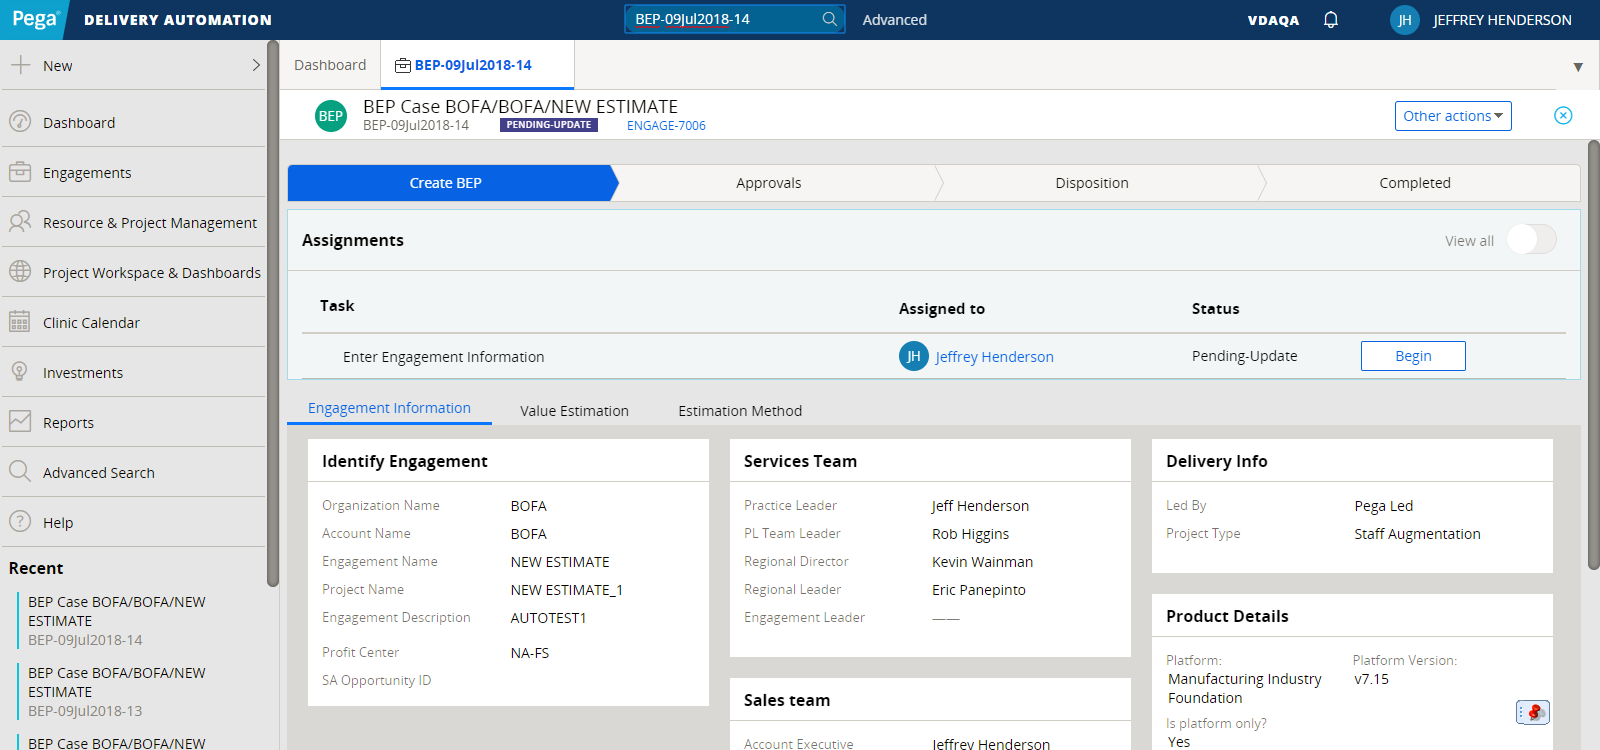 Pega DELIVERY AUTOMATION
BEP-09Jul2018-14
Advanced
VDAQA
JH JEFFREY HENDERSON
New
Dashboard
Engagements
Resource & Project Management
Project Workspace & Dashboards
Clinic Calendar
Investments
Reports
Advanced Search
Help
Recent
BEP Case BOFA/BOFA/NEW
ESTIMATE
BEP-09Jul2018-14
BEP Case BOFA/BOFA/NEW
ESTIMATE
BEP-09Jul2018-13
BEP Case BOFA/BOFA/NEW
Dashboard
BEP-09Jul2018-14
BEP
BEP Case BOFA/BOFA/NEW ESTIMATE
BEP-09Jul2018-14 PENDING-UPDATE ENGAGE-7006
Other actions
Create BEP
Approvals
Disposition
Completed
Assignments
View all
Task Assigned to Status
Enter Engagement Information JH Jeffrey Henderson Pending-Update Begin
Engagement Information
Value Estimation
Estimation Method
Identify Engagement
Organization Name BOFA
Account Name BOFA
Engagement Name NEW ESTIMATE
Project Name NEW ESTIMATE_1
Engagement Description AUTOTEST1
Profit Center NA-FS
SA Opportunity ID
Services Team
Practice Leader Jeff Henderson
PL Team Leader Rob Higgins
Regional Director Kevin Wainman
Regional Leader Eric Panepinto
Engagement Leader ——
Sales team
Account Executive Jeffrey Henderson
Delivery Info
Led By Pega Led
Project Type Staff Augmentation
Product Details
Platform: Platform Version:
Manufacturing Industry v7.15
Foundation
Is platform only?
Yes